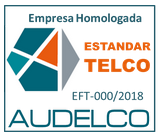 Empresa Homologada
ESTANDAR
TELCO
EFT-000/2018
AUDELCO